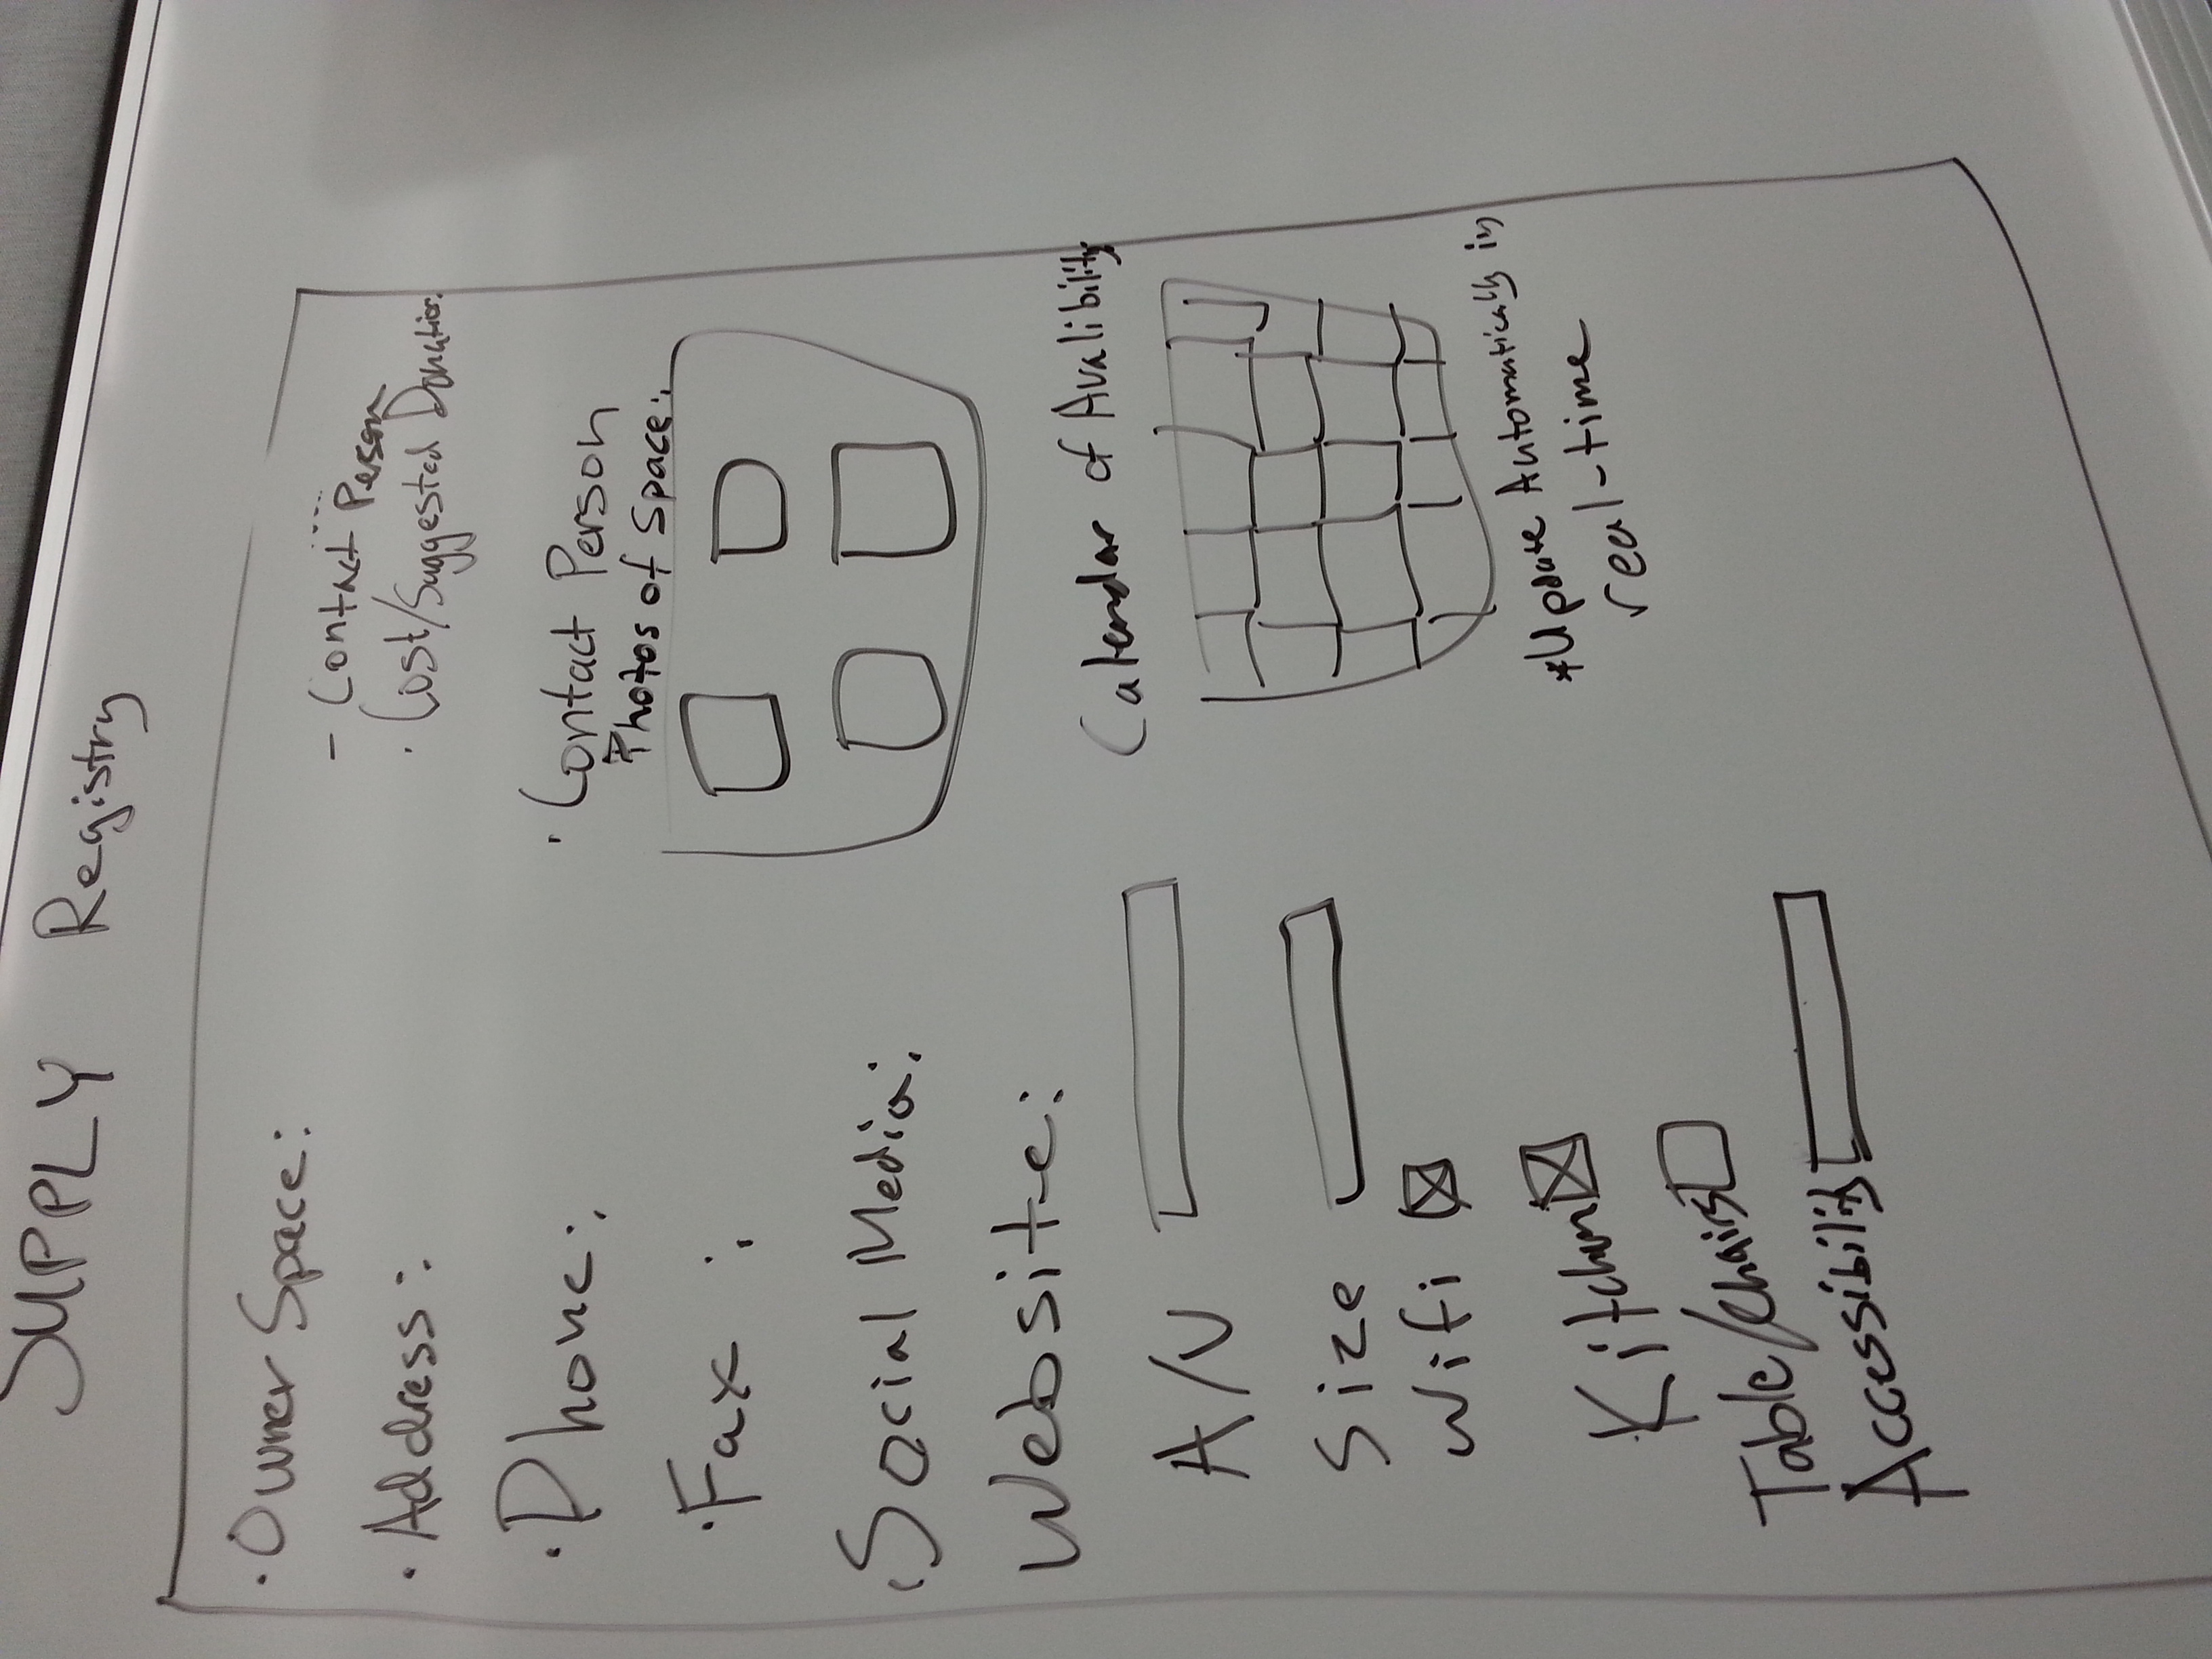 SUPPLY Registry
· Owner Space:
· Address:
· Phone:
· Fax :
· Social Media:
Website:
A/V
Size
Wifi
Kitchen
Table/Chairs
Accessibility
- Contact Person
· Cost/Suggested Donation
· Contact Person
Photos of Space:
Calendar of Avalibility
*Update Automatically in
real-time